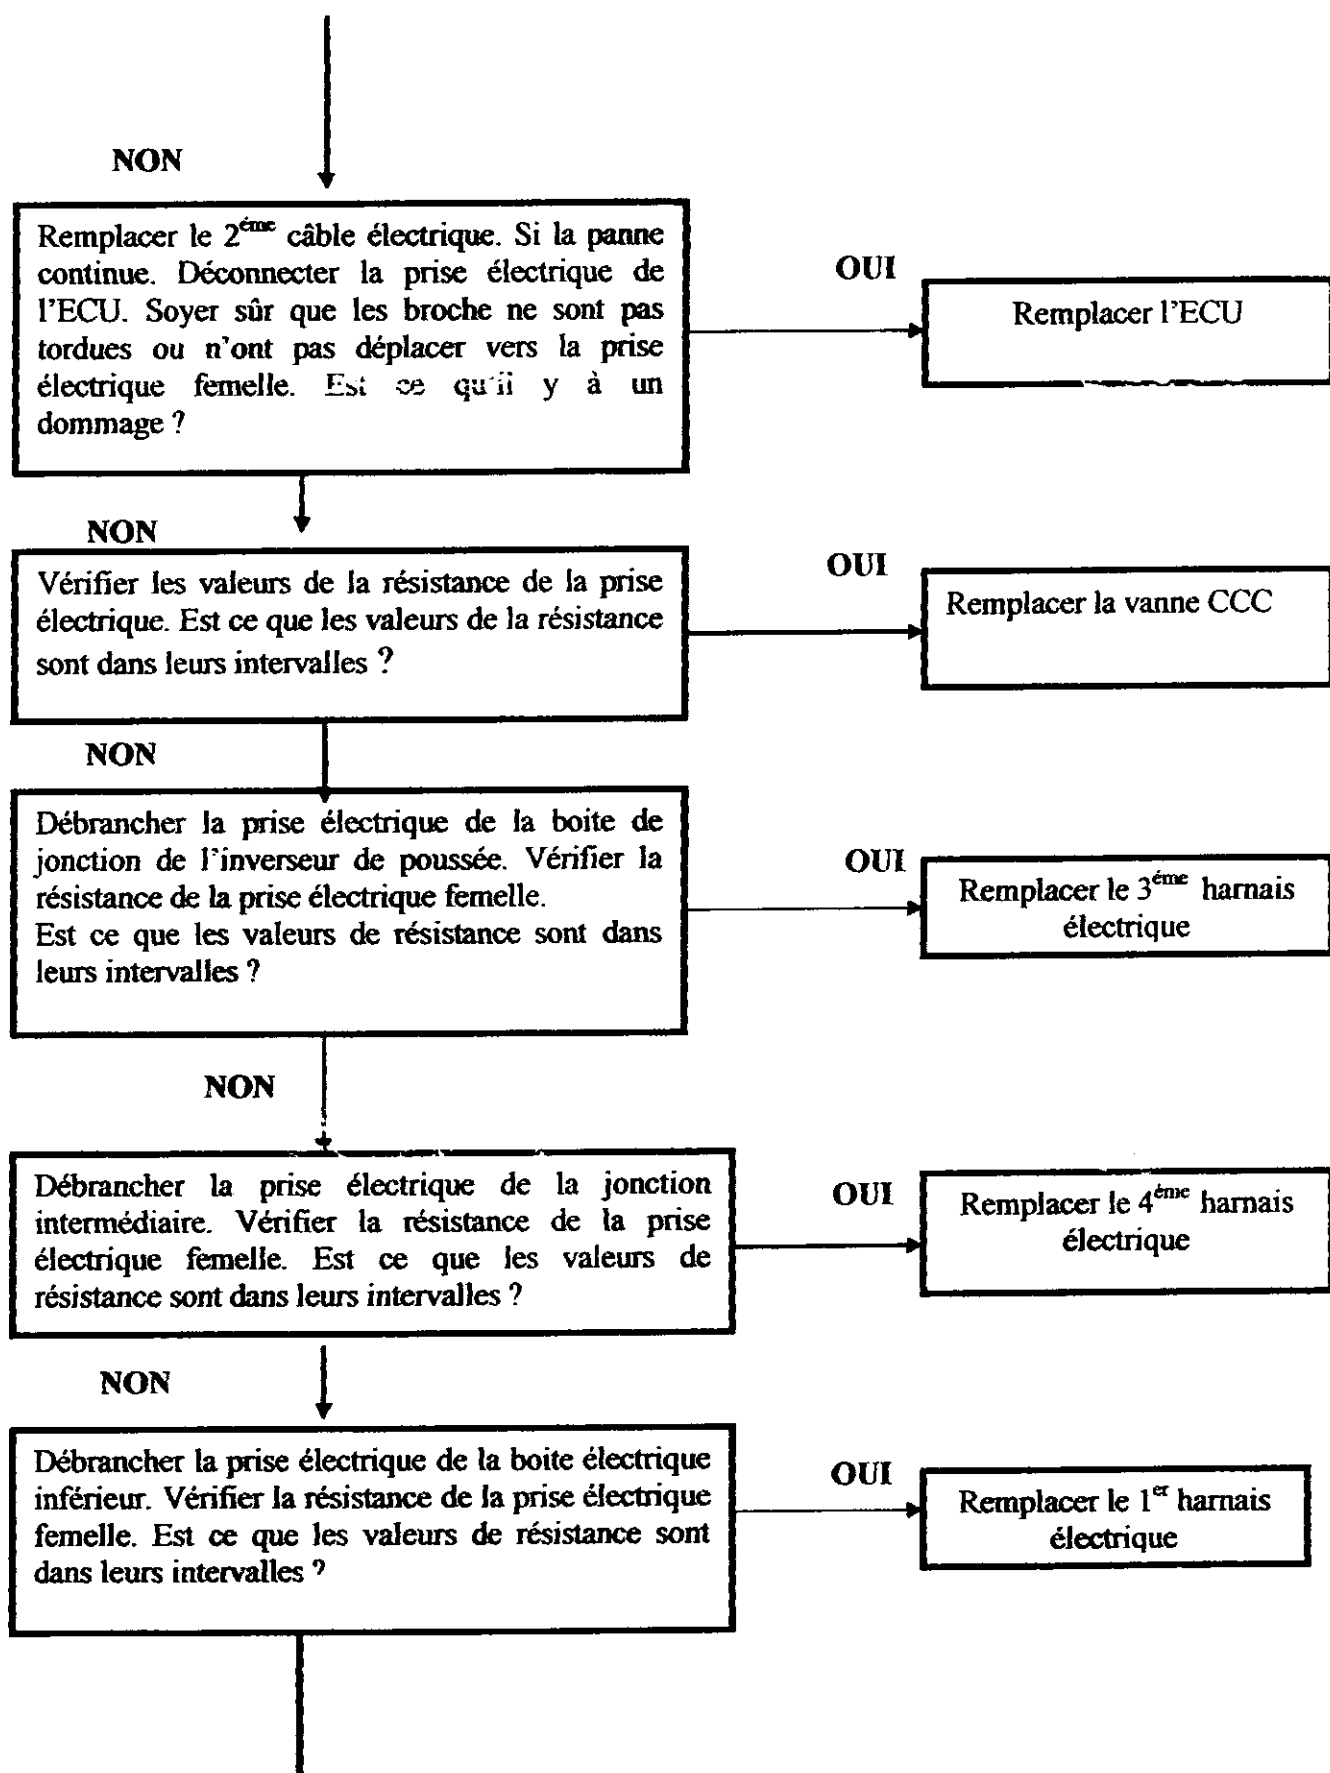 NON
Remplacer le 2éme câble électrique. Si la panne
continue. Déconnecter la prise électrique de
l'ECU. Soyer sûr que les broche ne sont pas
tordues ou n'ont pas déplacer vers la prise
électrique femelle. Est ce qu'il y à un
dommage ?
OUI
Remplacer l'ECU
NON
Vérifier les valeurs de la résistance de la prise
électrique. Est ce que les valeurs de la résistance
sont dans leurs intervalles ?
OUI
Remplacer la vanne CCC
NON
Débrancher la prise électrique de la boite de
jonction de l'inverseur de poussée. Vérifier la
résistance de la prise électrique femelle.
Est ce que les valeurs de résistance sont dans
leurs intervalles ?
OUI
Remplacer le 3éme harnais
électrique
NON
Débrancher la prise électrique de la jonction
intermédiaire. Vérifier la résistance de la prise
électrique femelle. Est ce que les valeurs de
résistance sont dans leurs intervalles ?
OUI
Remplacer le 4éme harnais
électrique
NON
Débrancher la prise électrique de la boite électrique
inférieur. Vérifier la résistance de la prise électrique
femelle. Est ce que les valeurs de résistance sont
dans leurs intervalles ?
OUI
Remplacer le 1er harnais
électrique